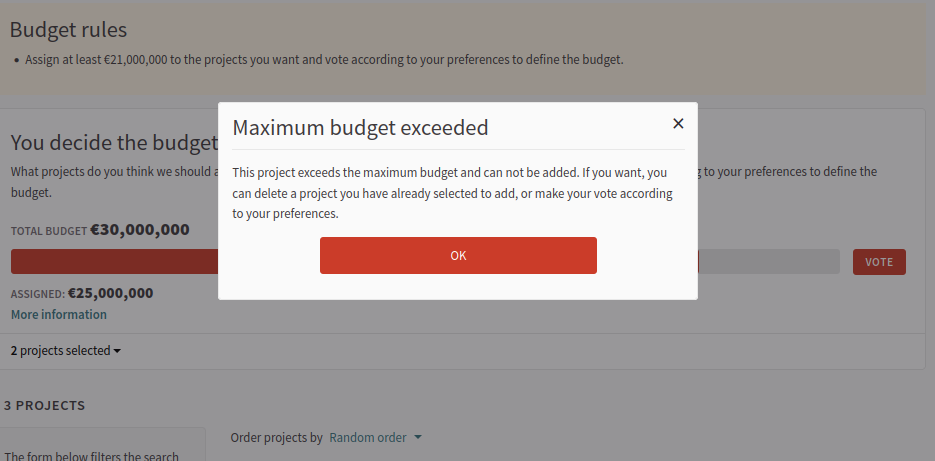 Budget rules
• Assign at least €21,000,000 to the projects you want and vote according to your preferences to define the budget.
Maximum budget exceeded
×
This project exceeds the maximum budget and can not be added. If you want, you
can delete a project you have already selected to add, or make your vote according
to your preferences.
OK
You decide the budget
What projects do you think we should a
to your preferences to define the
budget.
TOTAL BUDGET €30,000,000
VOTE
ASSIGNED: €25,000,000
More information
2 projects selected
3 PROJECTS
Order projects by Random order
The form below filters the search